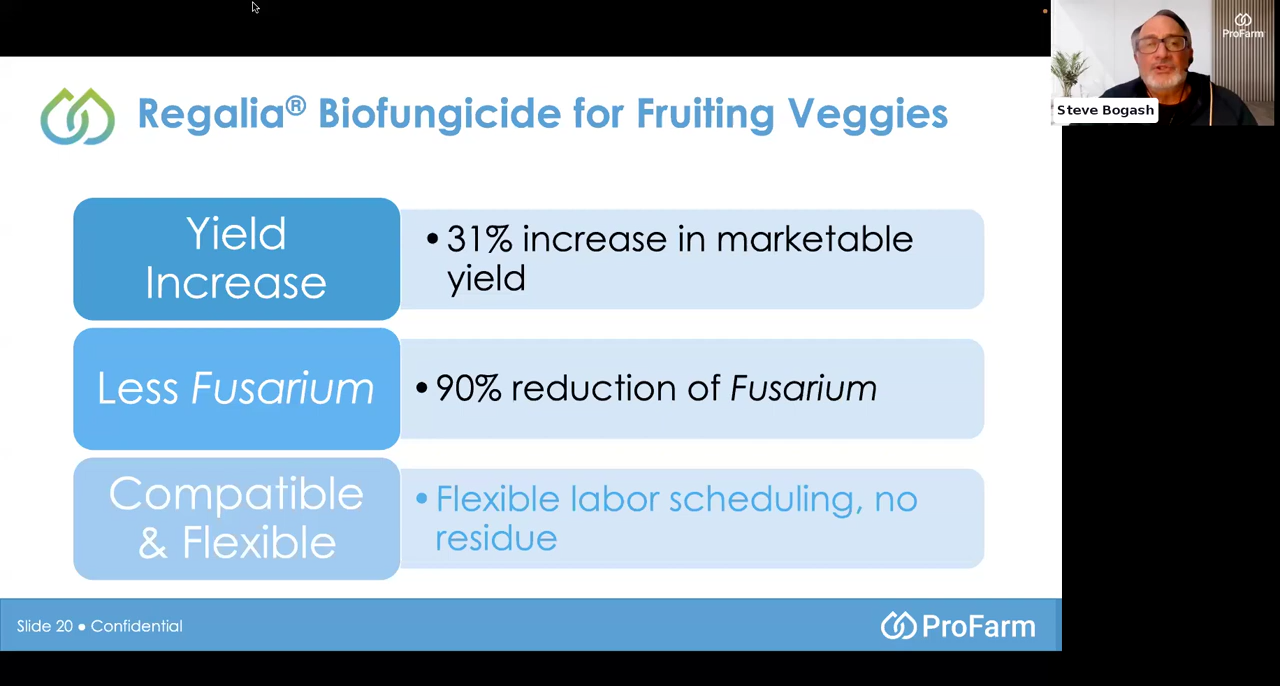 ProFarm
Steve Bogash
Regalia® Biofungicide for Fruiting Veggies
Yield
Increase
• 31% increase in marketable
yield
Less Fusarium
• 90% reduction of Fusarium
Compatible
& Flexible
• Flexible labor scheduling, no
residue
Slide 20 ● Confidential
ProFarm